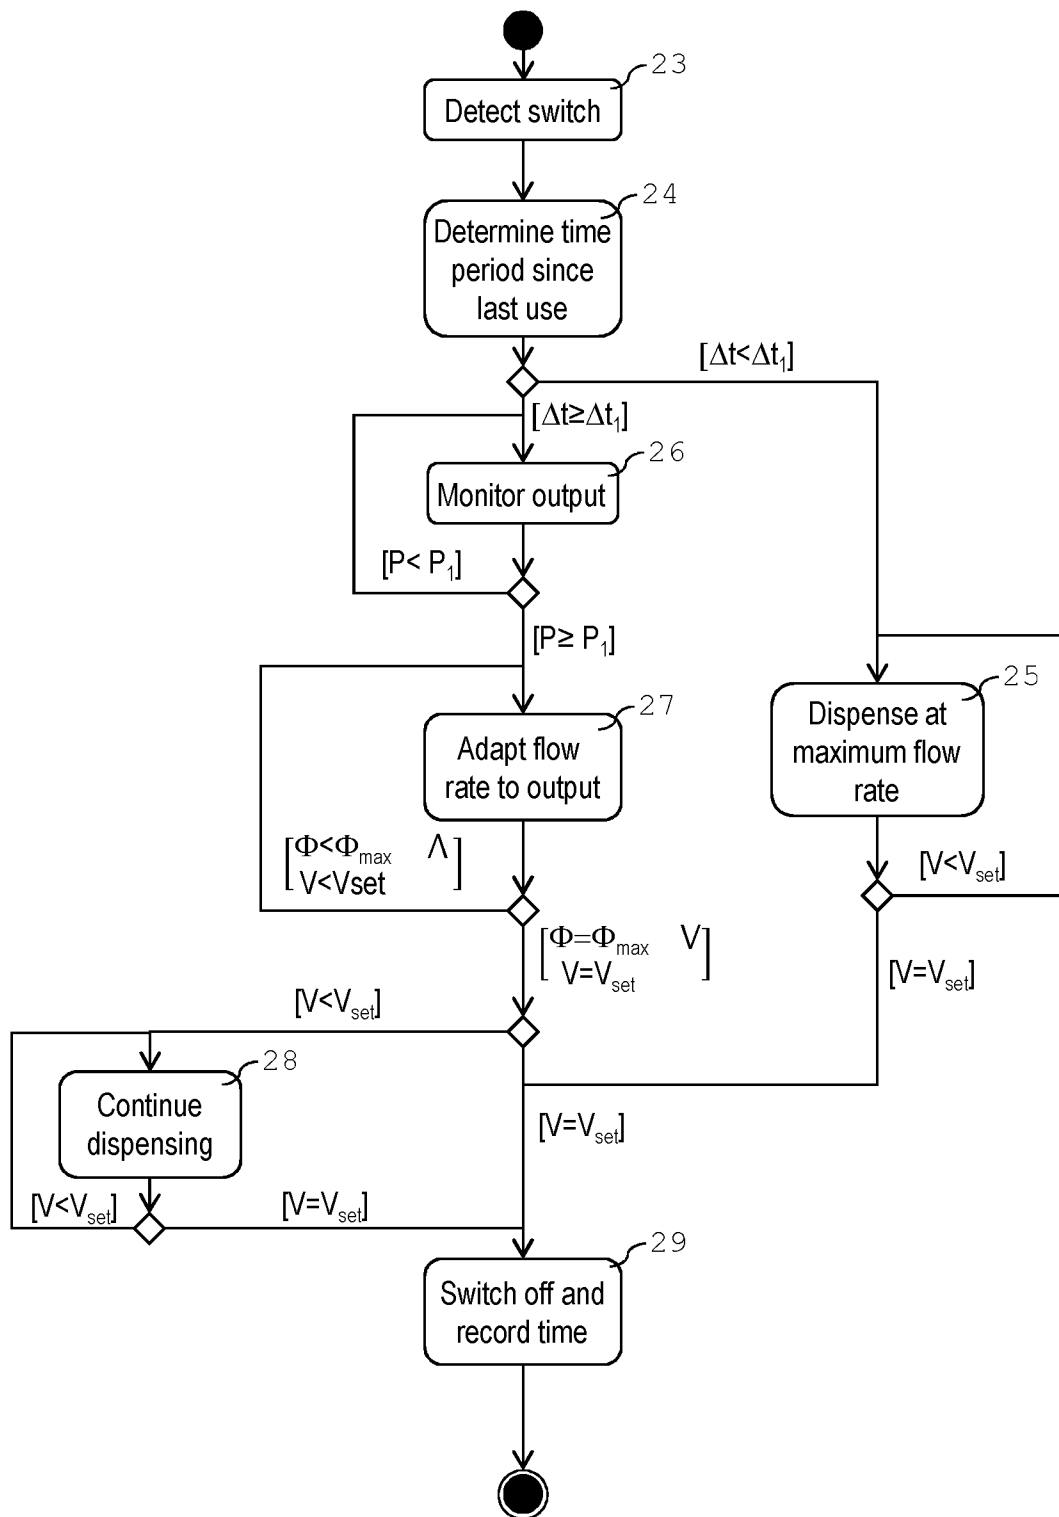 23
Detect switch
24
Determine time
period since
last use
[Δt<Δt₁]
[Δt≥Δt₁]
26
Monitor output
[P< P₁]
[P≥ P₁]
25
Dispense at
maximum flow
rate
27
Adapt flow
rate to output
[Φ<Φmax Λ
V<Vset]
[V<Vset]
[Φ=Φmax V
V=Vset]
[V=Vset]
[V<Vset]
28
Continue
dispensing
[V=Vset]
[V<Vset]
[V=Vset]
29
Switch off and
record time